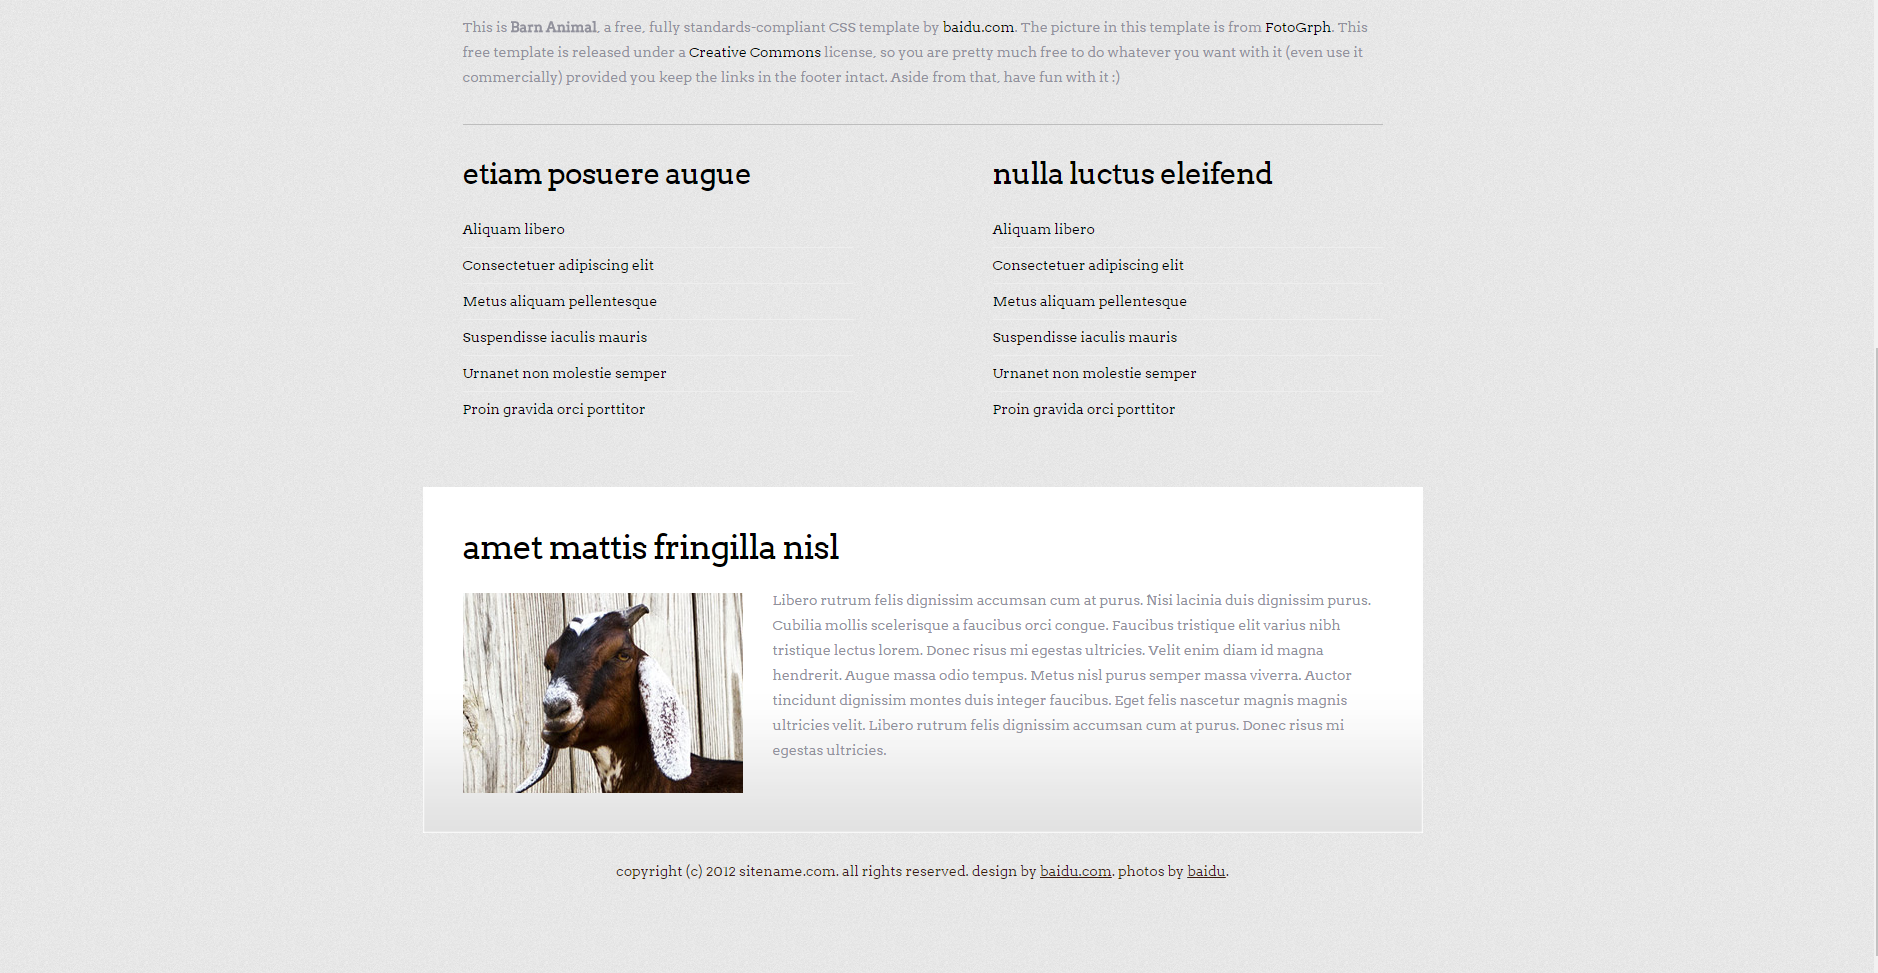 This is Barn Animal, a free, fully standards-compliant CSS template by baidu.com. The picture in this template is from FotoGrph. This
free template is released under a Creative Commons license, so you are pretty much free to do whatever you want with it (even use it
commercially) provided you keep the links in the footer intact. Aside from that, have fun with it :)
etiam posuere augue
Aliquam libero
Consectetuer adipiscing elit
Metus aliquam pellentesque
Suspendisse iaculis mauris
Urnanet non molestie semper
Proin gravida orci porttitor
nulla luctus eleifend
Aliquam libero
Consectetuer adipiscing elit
Metus aliquam pellentesque
Suspendisse iaculis mauris
Urnanet non molestie semper
Proin gravida orci porttitor
amet mattis fringilla nisl
Libero rutrum felis dignissim accumsan cum at purus. Nisi lacinia duis dignissim purus.
Cubilia mollis scelerisque a faucibus orci congue. Faucibus tristique elit varius nibh
tristique lectus lorem. Donec risus mi egestas ultricies. Velit enim diam id magna
hendrerit. Augue massa odio tempus. Metus nisl purus semper massa viverra. Auctor
tincidunt dignissim montes duis integer faucibus. Eget felis nascetur magnis magnis
ultricies velit. Libero rutrum felis dignissim accumsan cum at purus. Donec risus mi
egestas ultricies.
copyright (c) 2012 sitename.com. all rights reserved. design by baidu.com. photos by baidu.